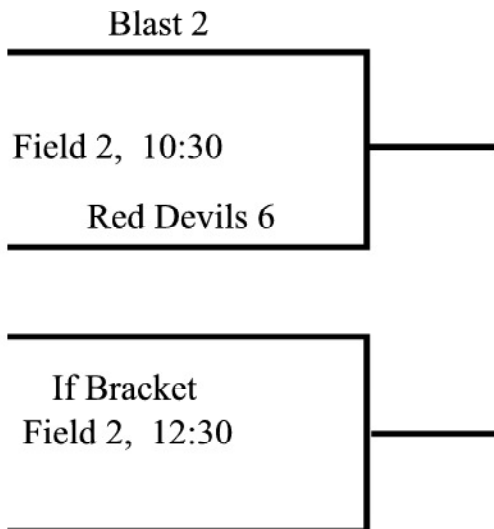 Blast 2
Field 2, 10:30
Red Devils 6
If Bracket
Field 2, 12:30